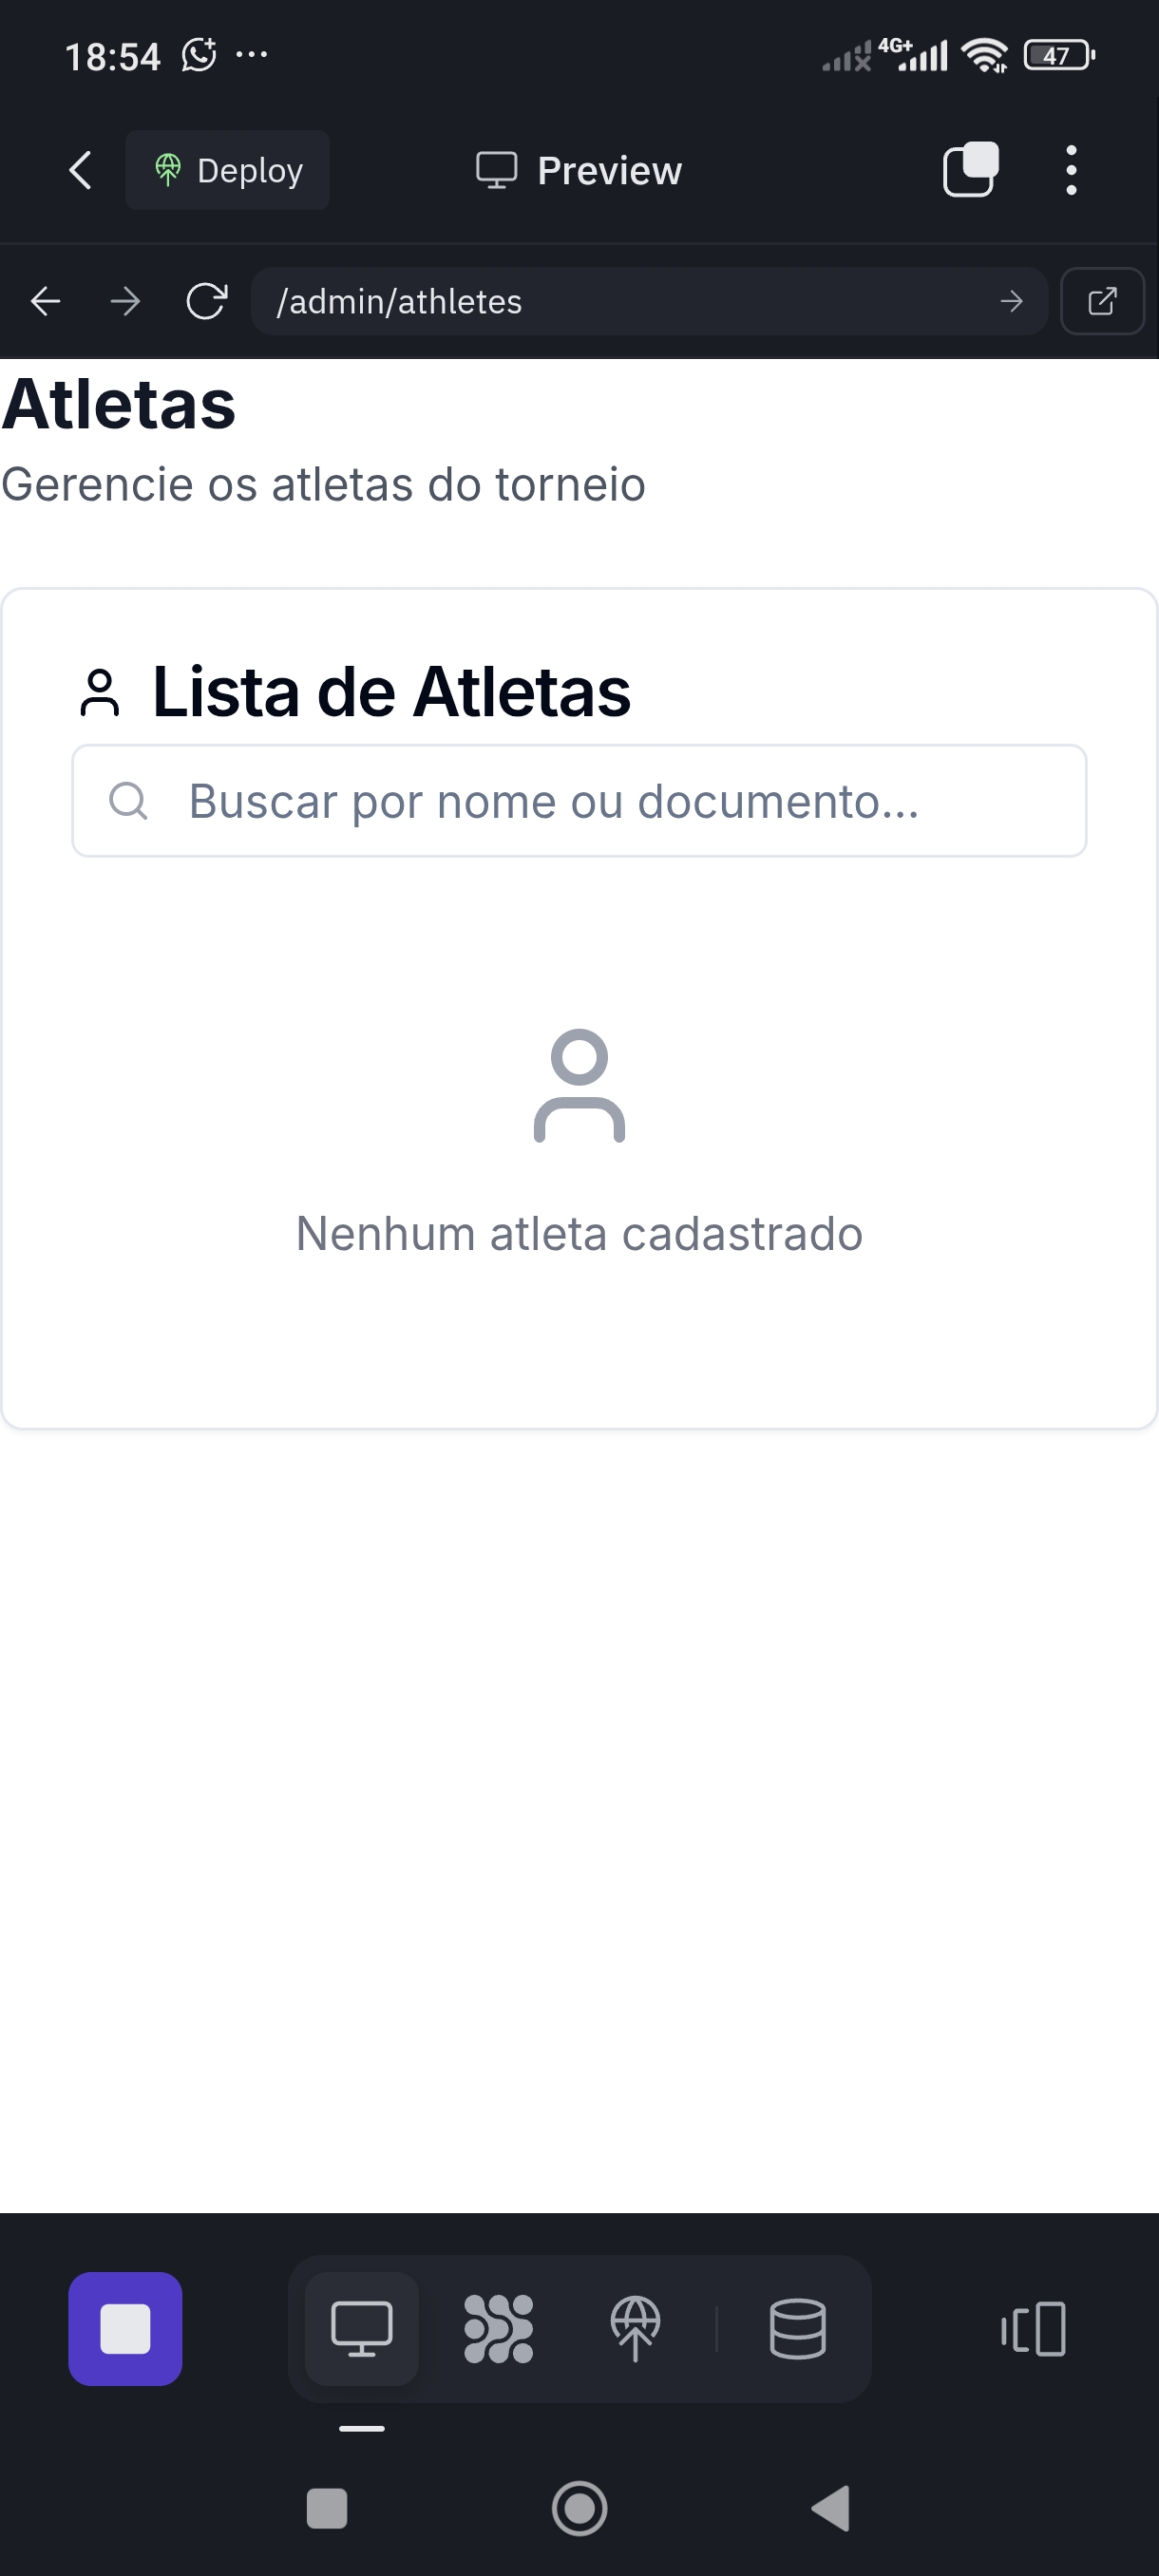 18:54 ... 4G+ 47
Deploy Preview
/admin/athletes
Atletas
Gerencie os atletas do torneio
Lista de Atletas
Buscar por nome ou documento...
Nenhum atleta cadastrado